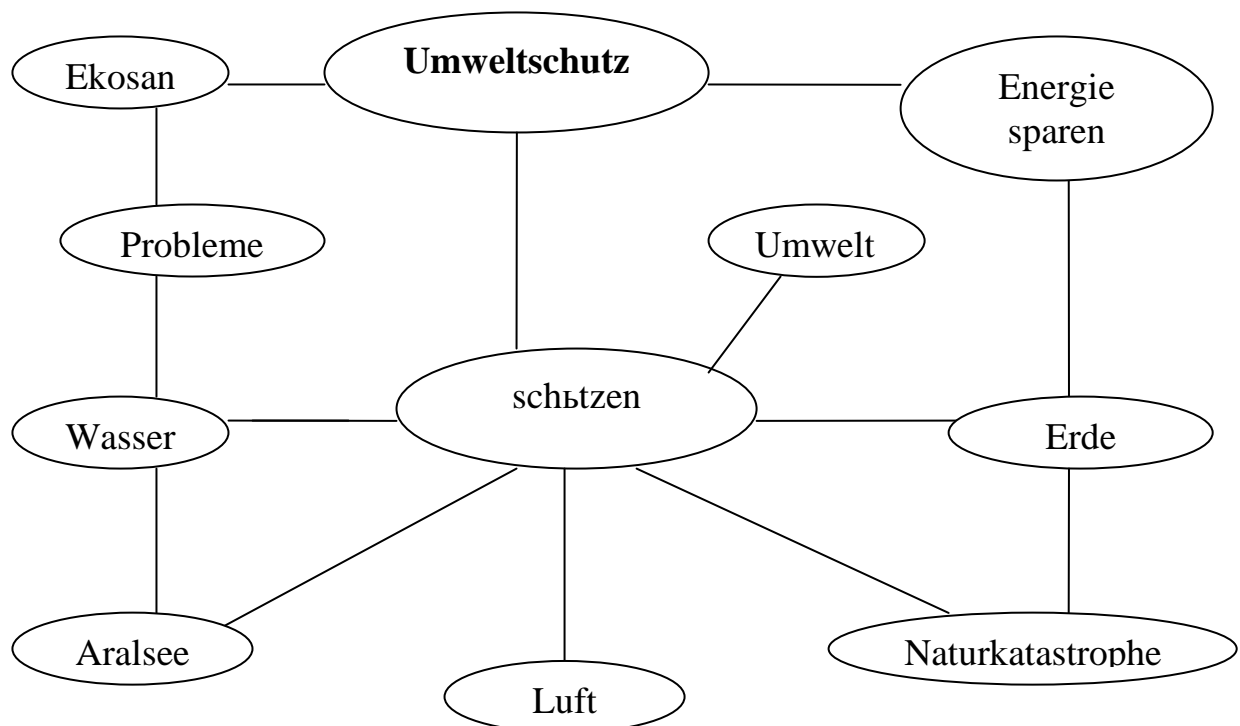 Umweltschutz
Ekosan
Energie
sparen
Probleme
Umwelt
schьtzen
Wasser
Erde
Aralsee
Naturkatastrophe
Luft